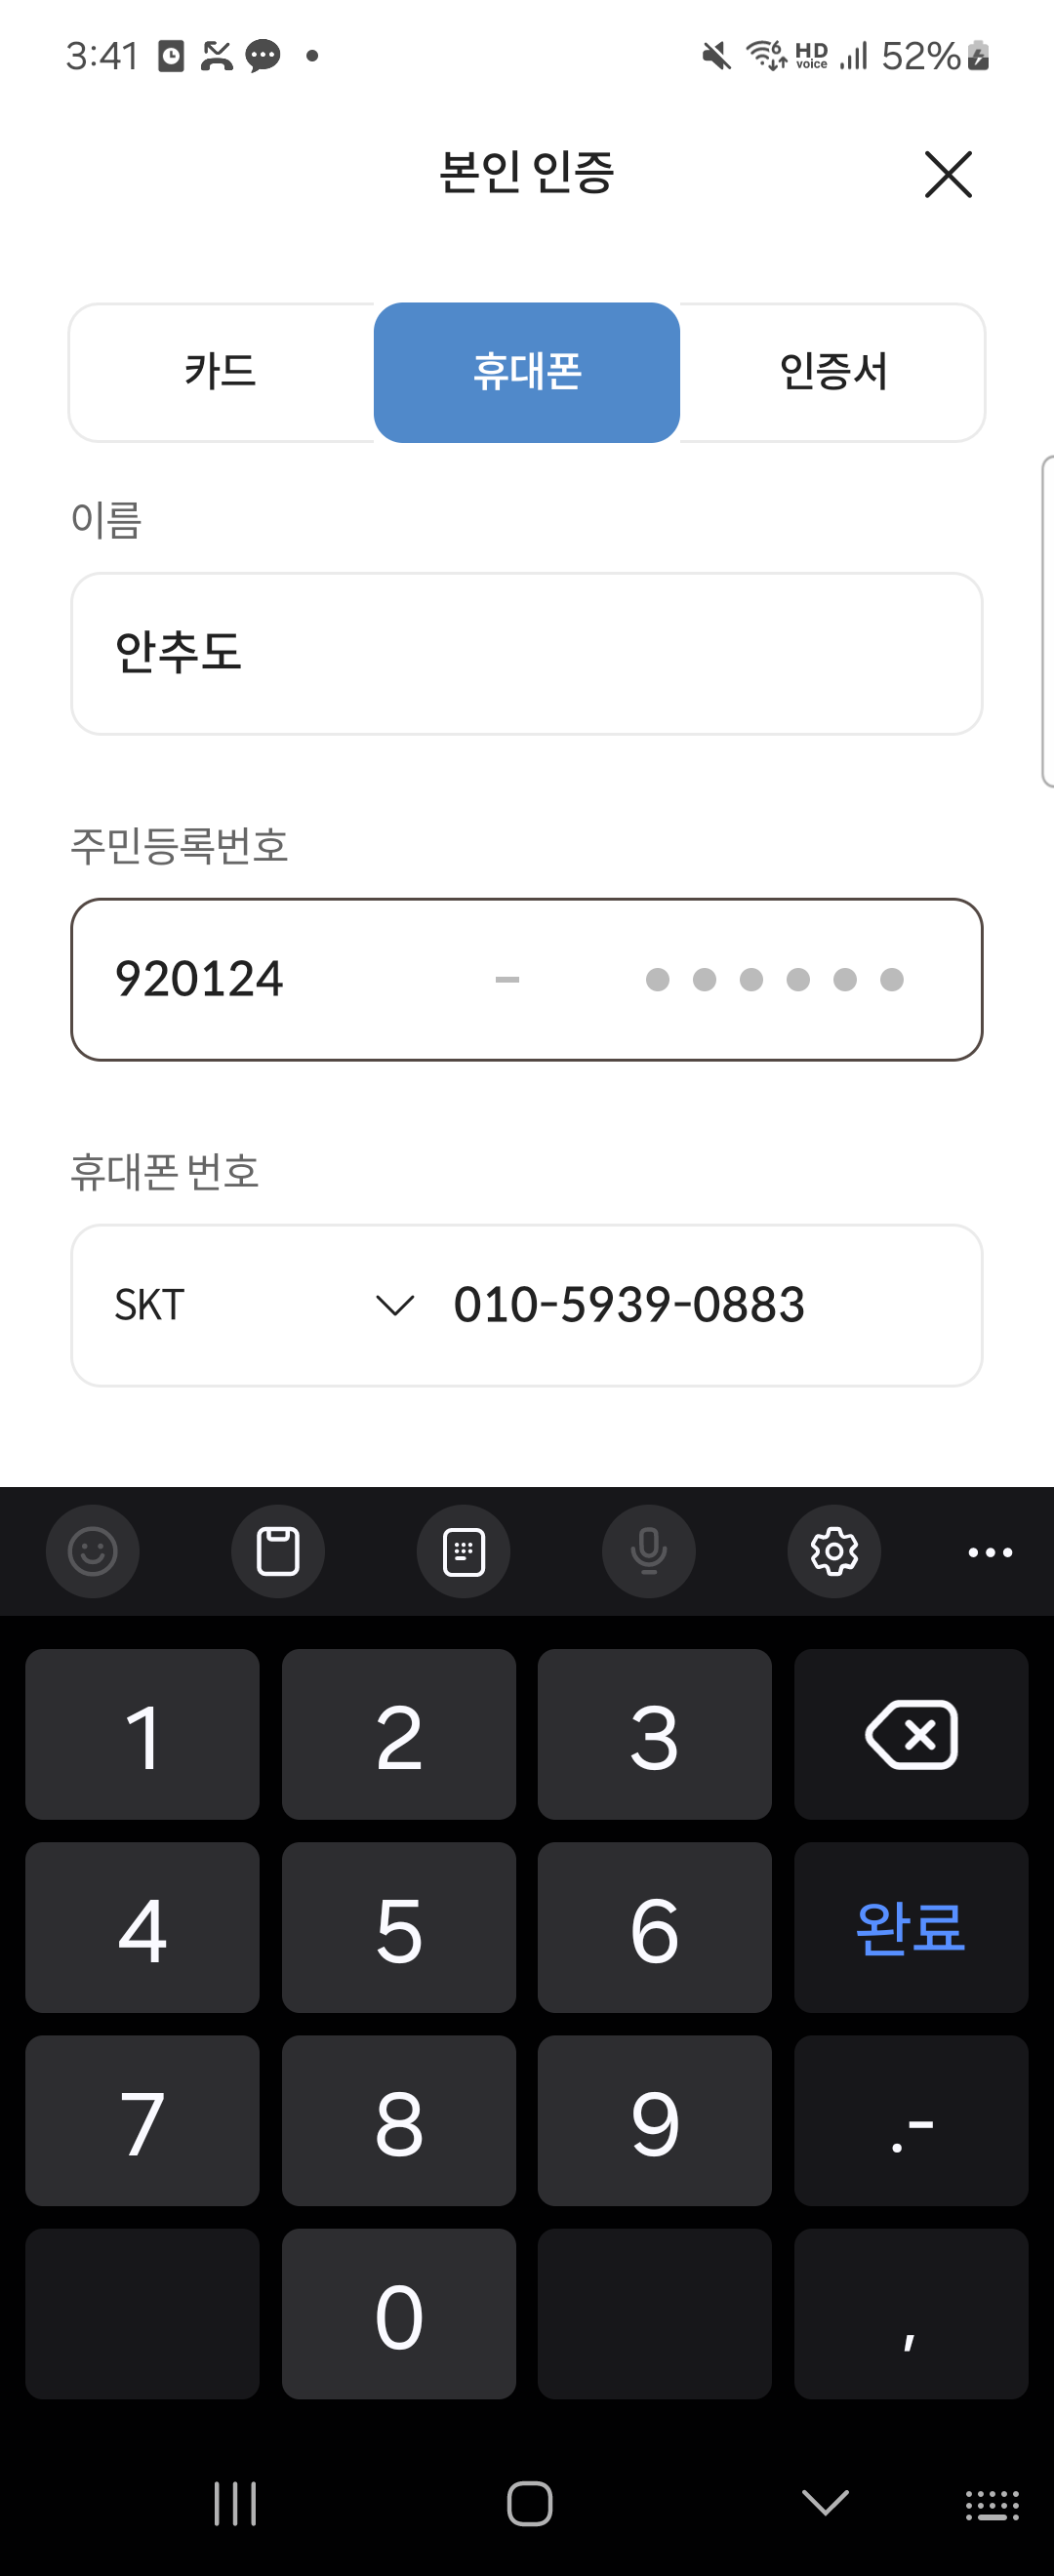 3:41 6 HD voice 52%
본인 인증
카드 휴대폰 인증서
이름
안추도
주민등록번호
920124 - ●●●●●●
휴대폰 번호
SKT 010-5939-0883
1 2 3
4 5 6 완료
7 8 9 .-
0 ,